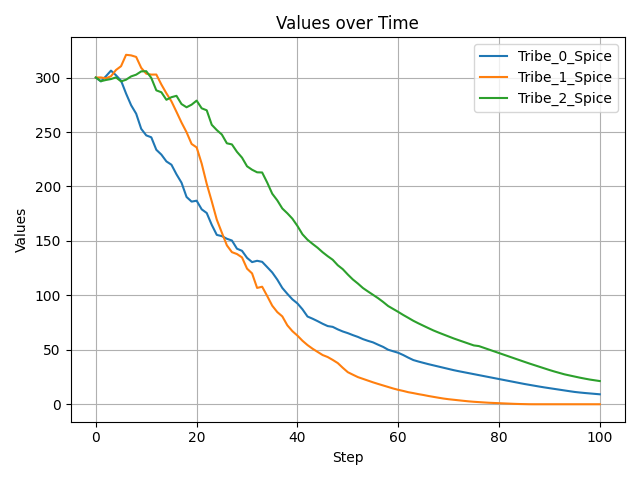 Values over Time
Tribe_0_Spice
Tribe_1_Spice
Tribe_2_Spice
Values
300
250
200
150
100
50
0
0 20 40 60 80 100
Step